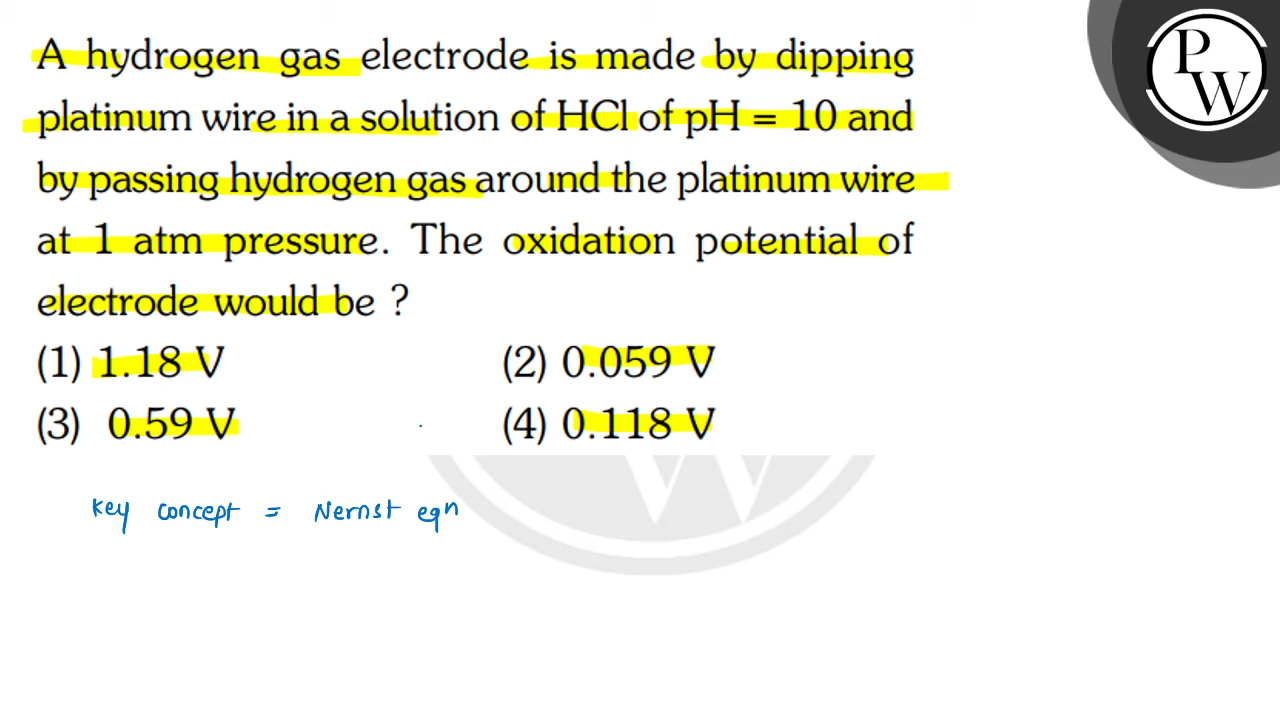 A hydrogen gas electrode is made by dipping
platinum wire in a solution of HCl of pH = 10 and
by passing hydrogen gas around the platinum wire
at 1 atm pressure. The oxidation potential of
electrode would be ?
(1) 1.18 V (2) 0.059 V
(3) 0.59 V (4) 0.118 V
Key concept = Nernst eqn
P
W